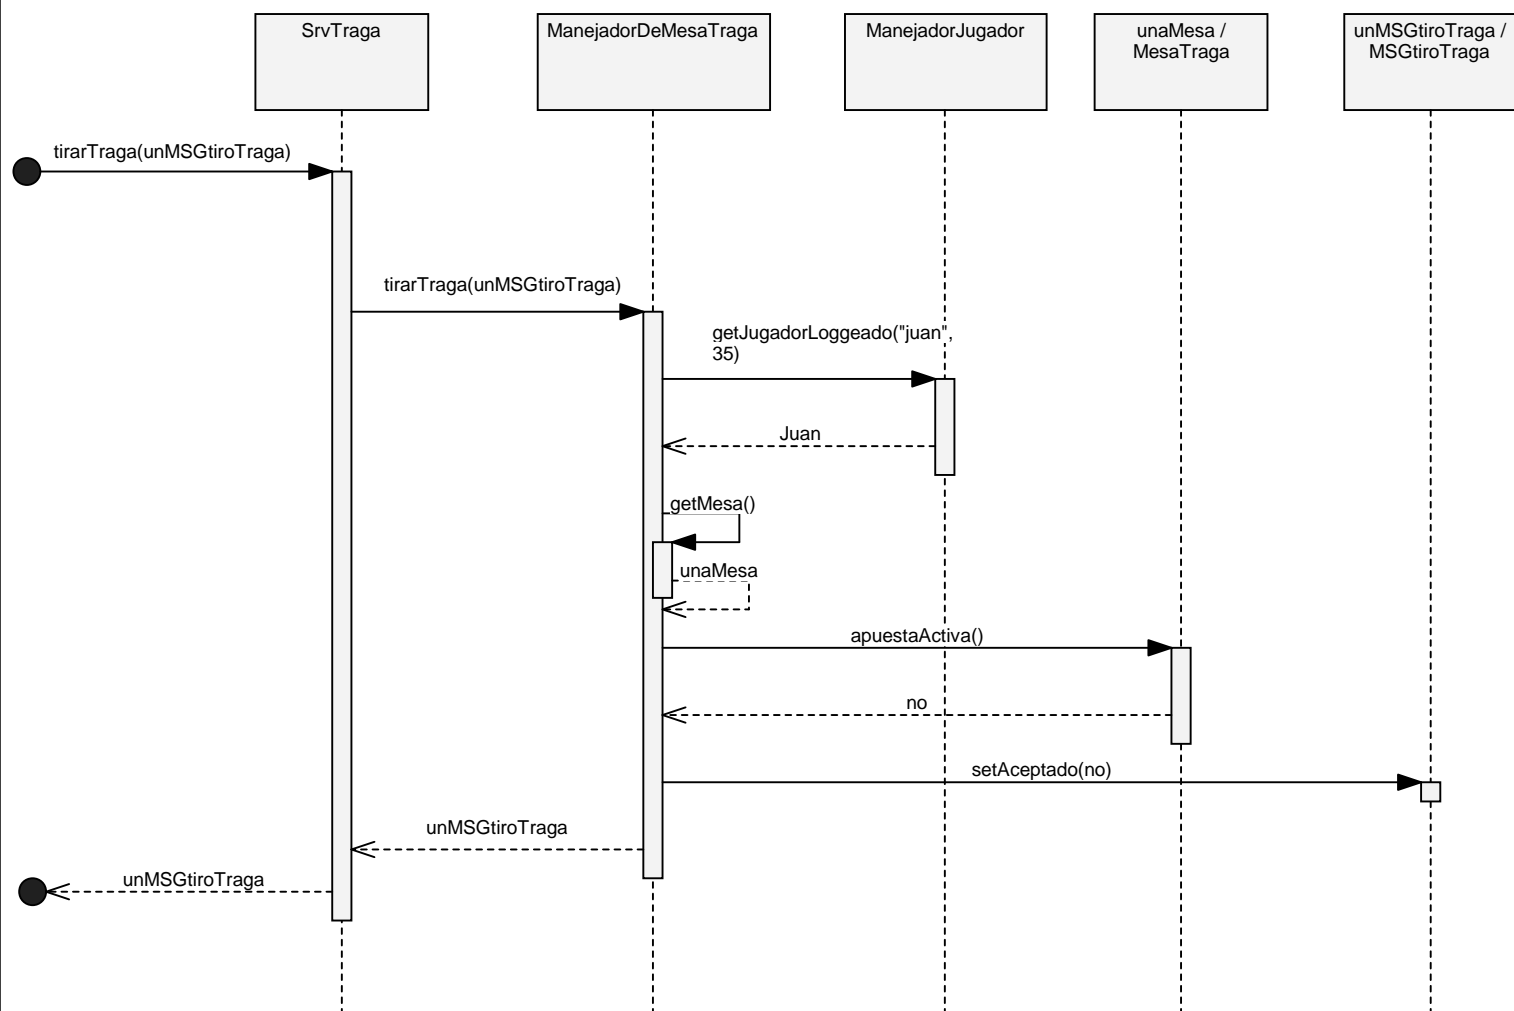 SrvTraga
ManejadorDeMesaTraga
ManejadorJugador
unaMesa /
MesaTraga
unMSGtiroTraga /
MSGtiroTraga
tirarTraga(unMSGtiroTraga)
tirarTraga(unMSGtiroTraga)
getJugadorLoggeado("juan",
35)
Juan
getMesa()
unaMesa
apuestaActiva()
no
setAceptado(no)
unMSGtiroTraga
unMSGtiroTraga